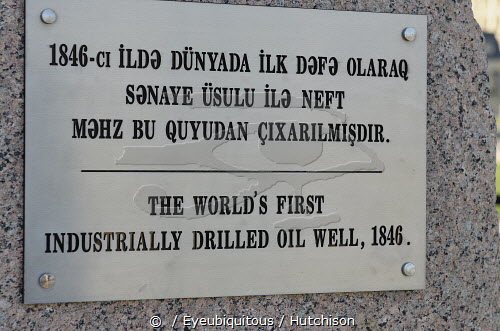 1846-CI İLDƏ DÜNYADA İLK DƏFƏ OLARAQ
SƏNAYE ÜSULU İLƏ NEFT
MƏHZ BU QUYUDAN ÇIXARILMIŞDIR.
THE WORLD'S FIRST
INDUSTRIALLY DRILLED OIL WELL, 1846.
© / Eyeubiquitous / Hutchison